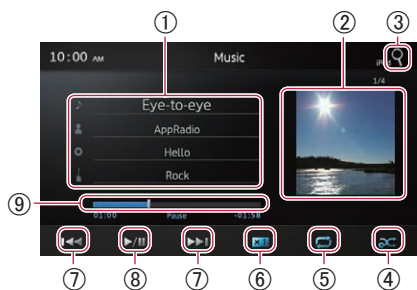 ① ② ③
10:00 AM Music iPod
1/4
Eye-to-eye
AppRadio
Hello
Rock
⑨
01:00 Pause -01:58
⑦ ⑧ ⑦ ⑥ ⑤ ④